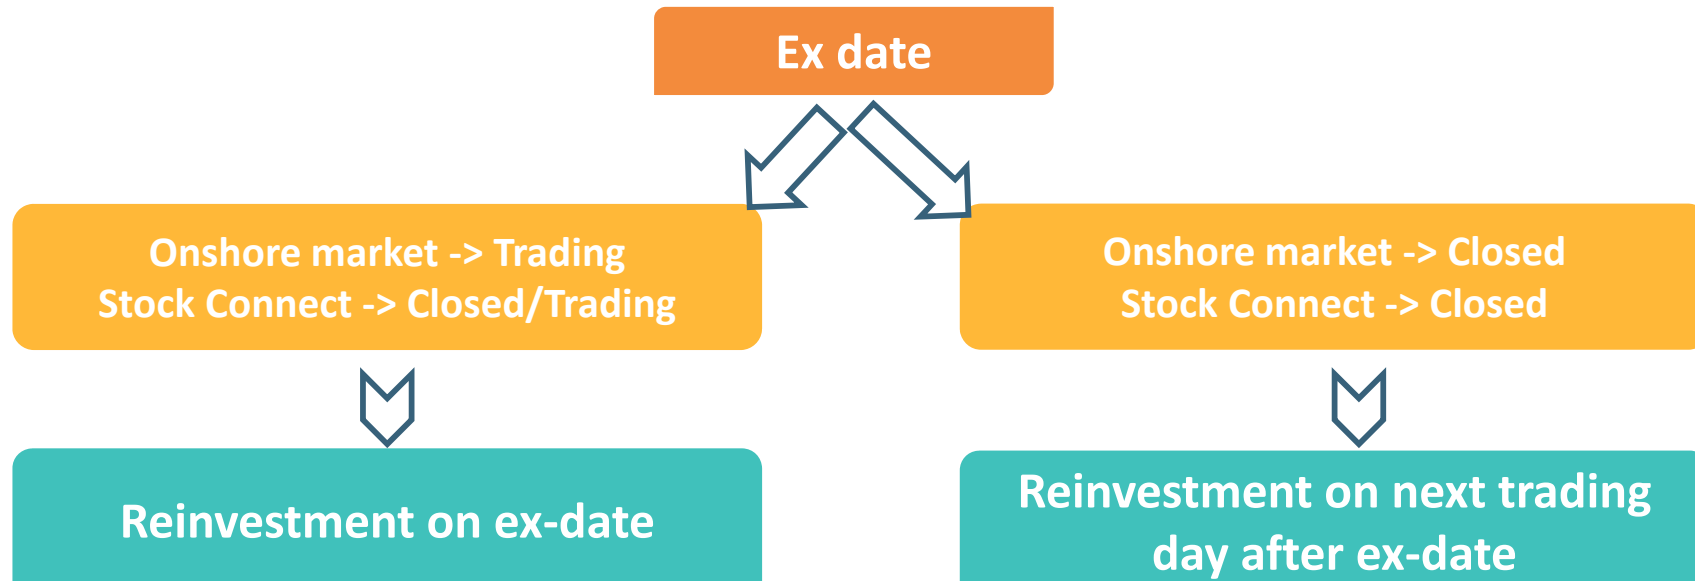 Ex date
Onshore market -> Trading
Stock Connect -> Closed/Trading
Onshore market -> Closed
Stock Connect -> Closed
Reinvestment on ex-date
Reinvestment on next trading
day after ex-date